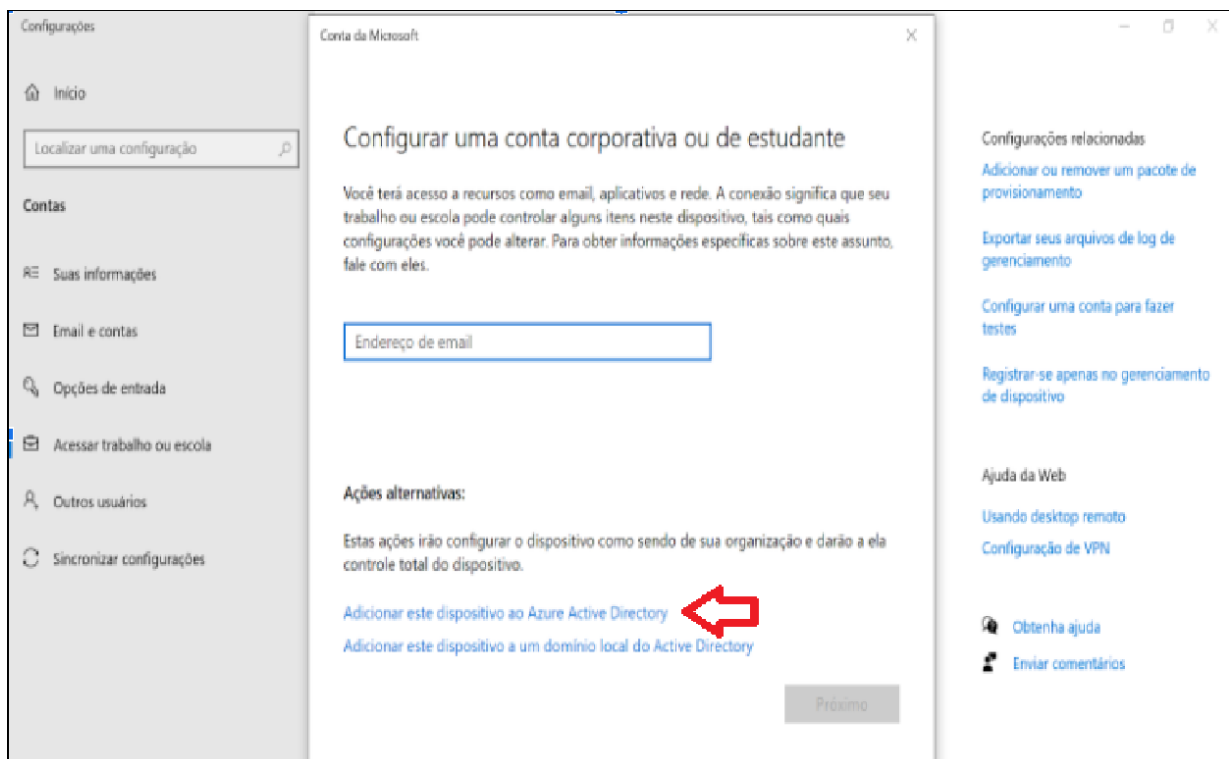 Configurações
Início
Localizar uma configuração
Contas
Suas informações
Email e contas
Opções de entrada
Acessar trabalho ou escola
Outros usuários
Sincronizar configurações
Conta da Microsoft
Configurar uma conta corporativa ou de estudante
Você terá acesso a recursos como email, aplicativos e rede. A conexão significa que seu
trabalho ou escola pode controlar alguns itens neste dispositivo, tais como quais
configurações você pode alterar. Para obter informações específicas sobre este assunto,
fale com eles.
Endereço de email
Ações alternativas:
Estas ações irão configurar o dispositivo como sendo de sua organização e darão a ela
controle total do dispositivo.
Adicionar este dispositivo ao Azure Active Directory
Adicionar este dispositivo a um domínio local do Active Directory
Próximo
Configurações relacionadas
Adicionar ou remover um pacote de
provisionamento
Exportar seus arquivos de log de
gerenciamento
Configurar uma conta para fazer
testes
Registrar-se apenas no gerenciamento
de dispositivo
Ajuda da Web
Usando desktop remoto
Configuração de VPN
Obtenha ajuda
Enviar comentários